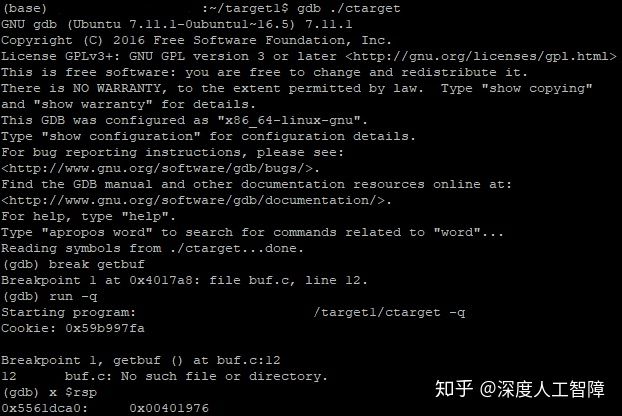 (base) :~/target1$ gdb ./ctarget
GNU gdb (Ubuntu 7.11.1-0ubuntu1~16.5) 7.11.1
Copyright (C) 2016 Free Software Foundation, Inc.
License GPLv3+: GNU GPL version 3 or later <http://gnu.org/licenses/gpl.html>
This is free software: you are free to change and redistribute it.
There is NO WARRANTY, to the extent permitted by law.  Type "show copying"
and "show warranty" for details.
This GDB was configured as "x86_64-linux-gnu".
Type "show configuration" for configuration details.
For bug reporting instructions, please see:
<http://www.gnu.org/software/gdb/bugs/>.
Find the GDB manual and other documentation resources online at:
<http://www.gnu.org/software/gdb/documentation/>.
For help, type "help".
Type "apropos word" to search for commands related to "word"...
Reading symbols from ./ctarget...done.
(gdb) break getbuf
Breakpoint 1 at 0x4017a8: file buf.c, line 12.
(gdb) run -q
Starting program: /target1/ctarget -q
Cookie: 0x59b997fa
Breakpoint 1, getbuf () at buf.c:12
12 buf.c: No such file or directory.
(gdb) x $rsp
0x5561dca0: 0x00401976
知乎 @深度人工智障